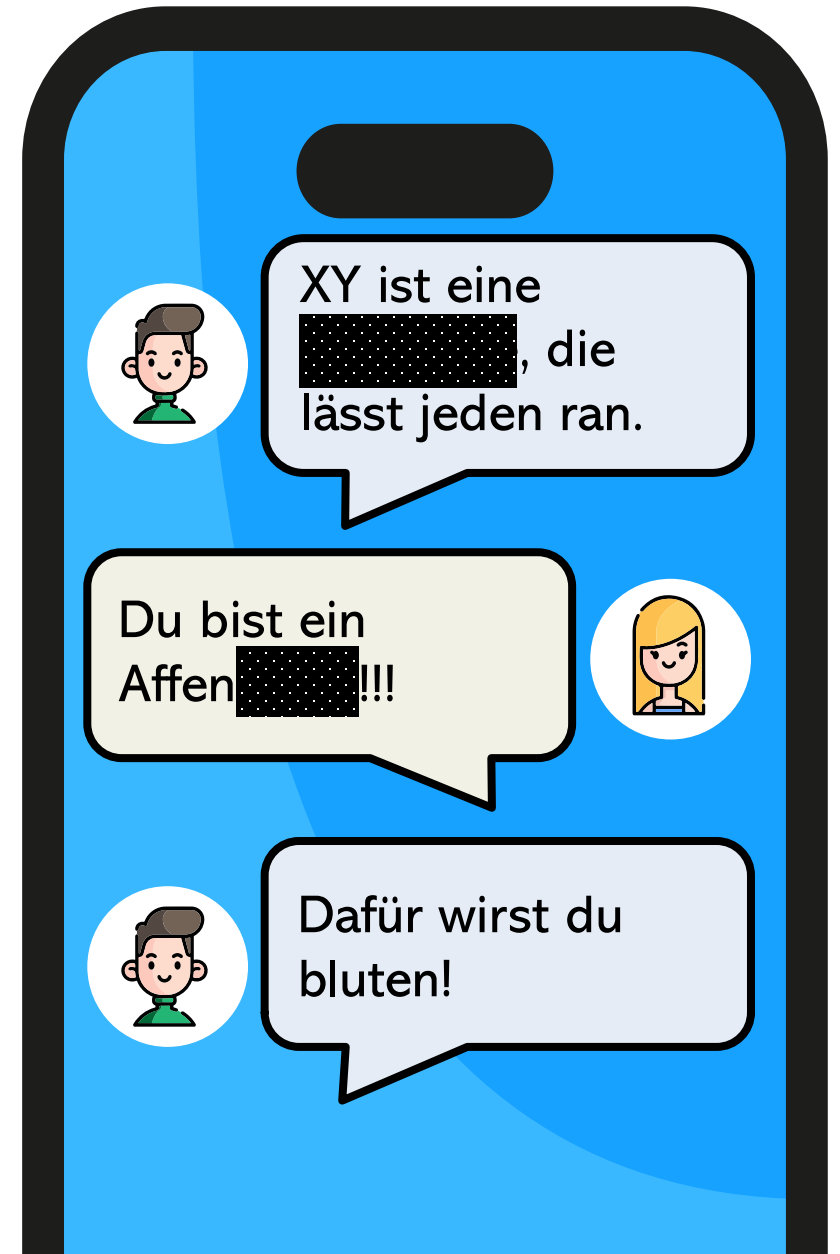 XY ist eine
, die
lässt jeden ran.
Du bist ein
Affen!!!
Dafür wirst du
bluten!